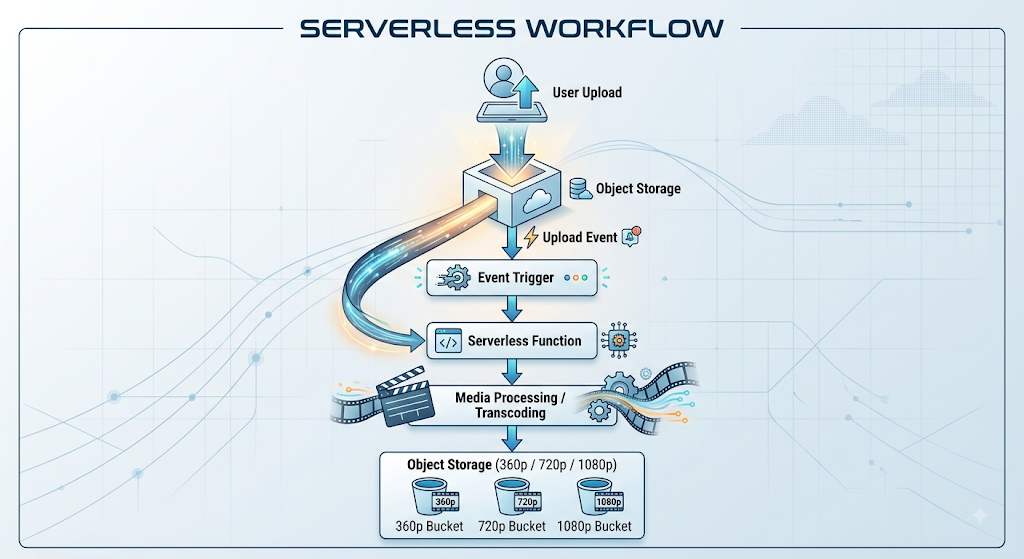 SERVERLESS WORKFLOW
User Upload
Object Storage
Upload Event
Event Trigger
</>
Serverless Function
Media Processing /
Transcoding
Object Storage (360p / 720p / 1080p)
360p
720p
1080p
360p Bucket
720p Bucket
1080p Bucket